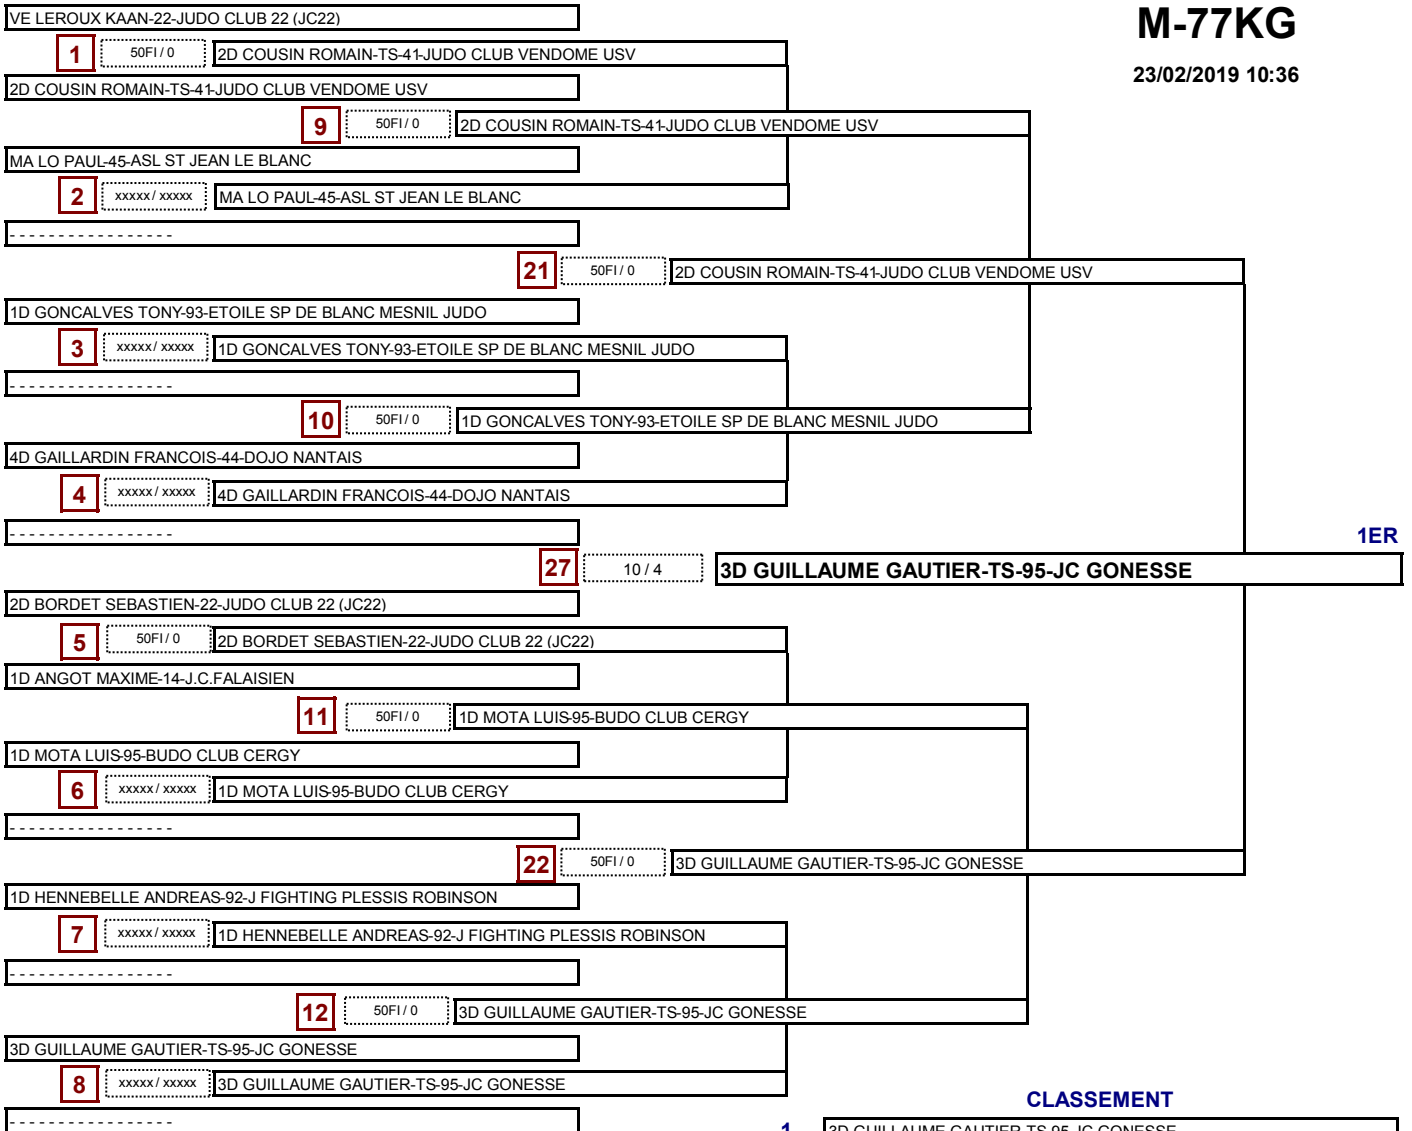 VE LEROUX KAAN-22-JUDO CLUB 22 (JC22)
M-77KG
1 50FI / 0 2D COUSIN ROMAIN-TS-41-JUDO CLUB VENDOME USV
23/02/2019 10:36
2D COUSIN ROMAIN-TS-41-JUDO CLUB VENDOME USV
9 50FI / 0 2D COUSIN ROMAIN-TS-41-JUDO CLUB VENDOME USV
MA LO PAUL-45-ASL ST JEAN LE BLANC
2 xxxxx / xxxxx MA LO PAUL-45-ASL ST JEAN LE BLANC
- - - - - - - - - - - - - - - - -
21 50FI / 0 2D COUSIN ROMAIN-TS-41-JUDO CLUB VENDOME USV
1D GONCALVES TONY-93-ETOILE SP DE BLANC MESNIL JUDO
3 xxxxx / xxxxx 1D GONCALVES TONY-93-ETOILE SP DE BLANC MESNIL JUDO
- - - - - - - - - - - - - - - - -
10 50FI / 0 1D GONCALVES TONY-93-ETOILE SP DE BLANC MESNIL JUDO
4D GAILLARDIN FRANCOIS-44-DOJO NANTAIS
4 xxxxx / xxxxx 4D GAILLARDIN FRANCOIS-44-DOJO NANTAIS
- - - - - - - - - - - - - - - - -
1ER
27 10 / 4 3D GUILLAUME GAUTIER-TS-95-JC GONESSE
2D BORDET SEBASTIEN-22-JUDO CLUB 22 (JC22)
5 50FI / 0 2D BORDET SEBASTIEN-22-JUDO CLUB 22 (JC22)
1D ANGOT MAXIME-14-J.C.FALAISIEN
11 50FI / 0 1D MOTA LUIS-95-BUDO CLUB CERGY
1D MOTA LUIS-95-BUDO CLUB CERGY
6 xxxxx / xxxxx 1D MOTA LUIS-95-BUDO CLUB CERGY
- - - - - - - - - - - - - - - - -
22 50FI / 0 3D GUILLAUME GAUTIER-TS-95-JC GONESSE
1D HENNEBELLE ANDREAS-92-J FIGHTING PLESSIS ROBINSON
7 xxxxx / xxxxx 1D HENNEBELLE ANDREAS-92-J FIGHTING PLESSIS ROBINSON
- - - - - - - - - - - - - - - - -
12 50FI / 0 3D GUILLAUME GAUTIER-TS-95-JC GONESSE
3D GUILLAUME GAUTIER-TS-95-JC GONESSE
8 xxxxx / xxxxx 3D GUILLAUME GAUTIER-TS-95-JC GONESSE
CLASSEMENT
- - - - - - - - - - - - - - - - -
1 3D GUILLAUME GAUTIER-TS-95-JC GONESSE